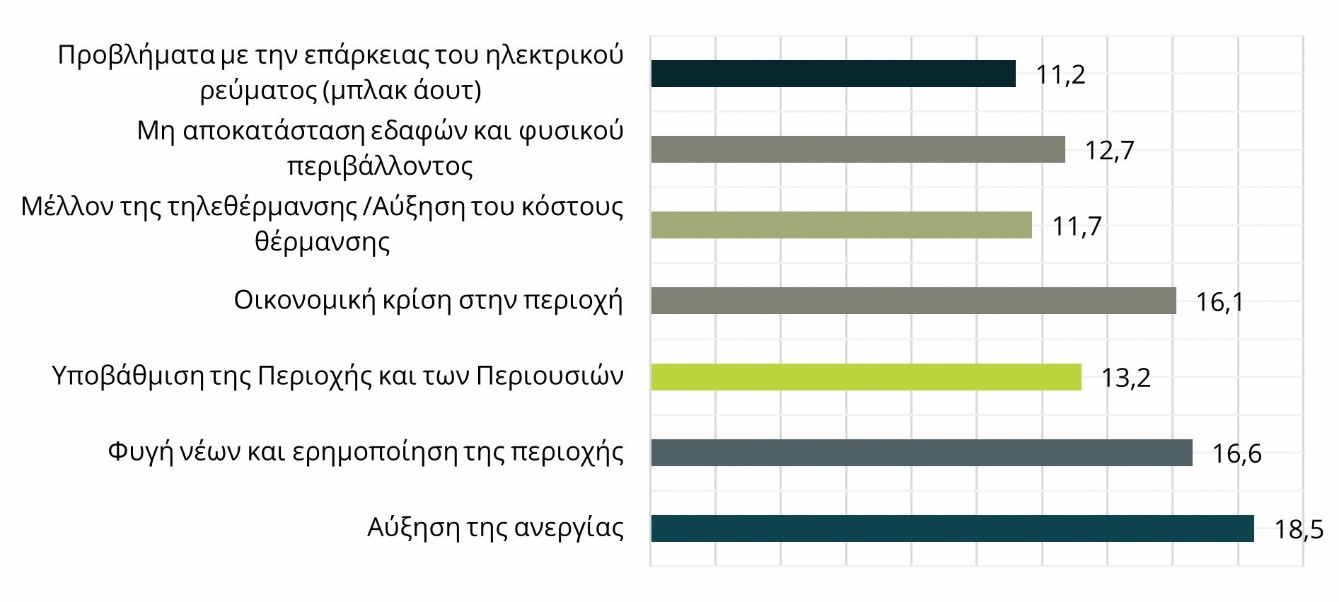 Προβλήματα με την επάρκειας του ηλεκτρικού
ρεύματος (μπλακ άουτ)
11,2
Μη αποκατάσταση εδαφών και φυσικού
περιβάλλοντος
12,7
Μέλλον της τηλεθέρμανσης /Αύξηση του κόστους
θέρμανσης
11,7
Οικονομική κρίση στην περιοχή
16,1
Υποβάθμιση της Περιοχής και των Περιουσιών
13,2
Φυγή νέων και ερημοποίηση της περιοχής
16,6
Αύξηση της ανεργίας
18,5